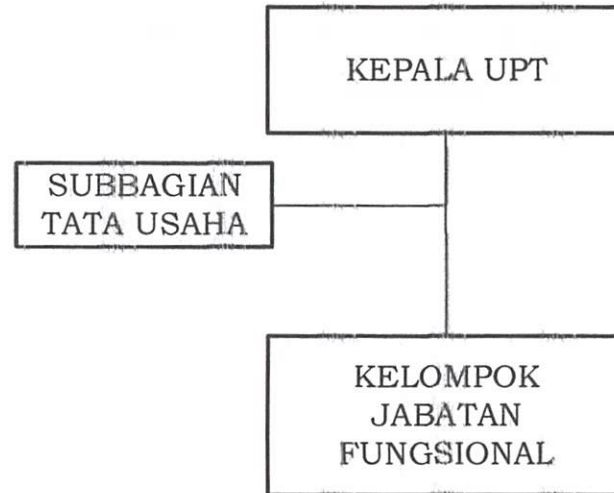 KEPALA UPT
SUBBAGIAN
TATA USAHA
KELOMPOK
JABATAN
FUNGSIONAL